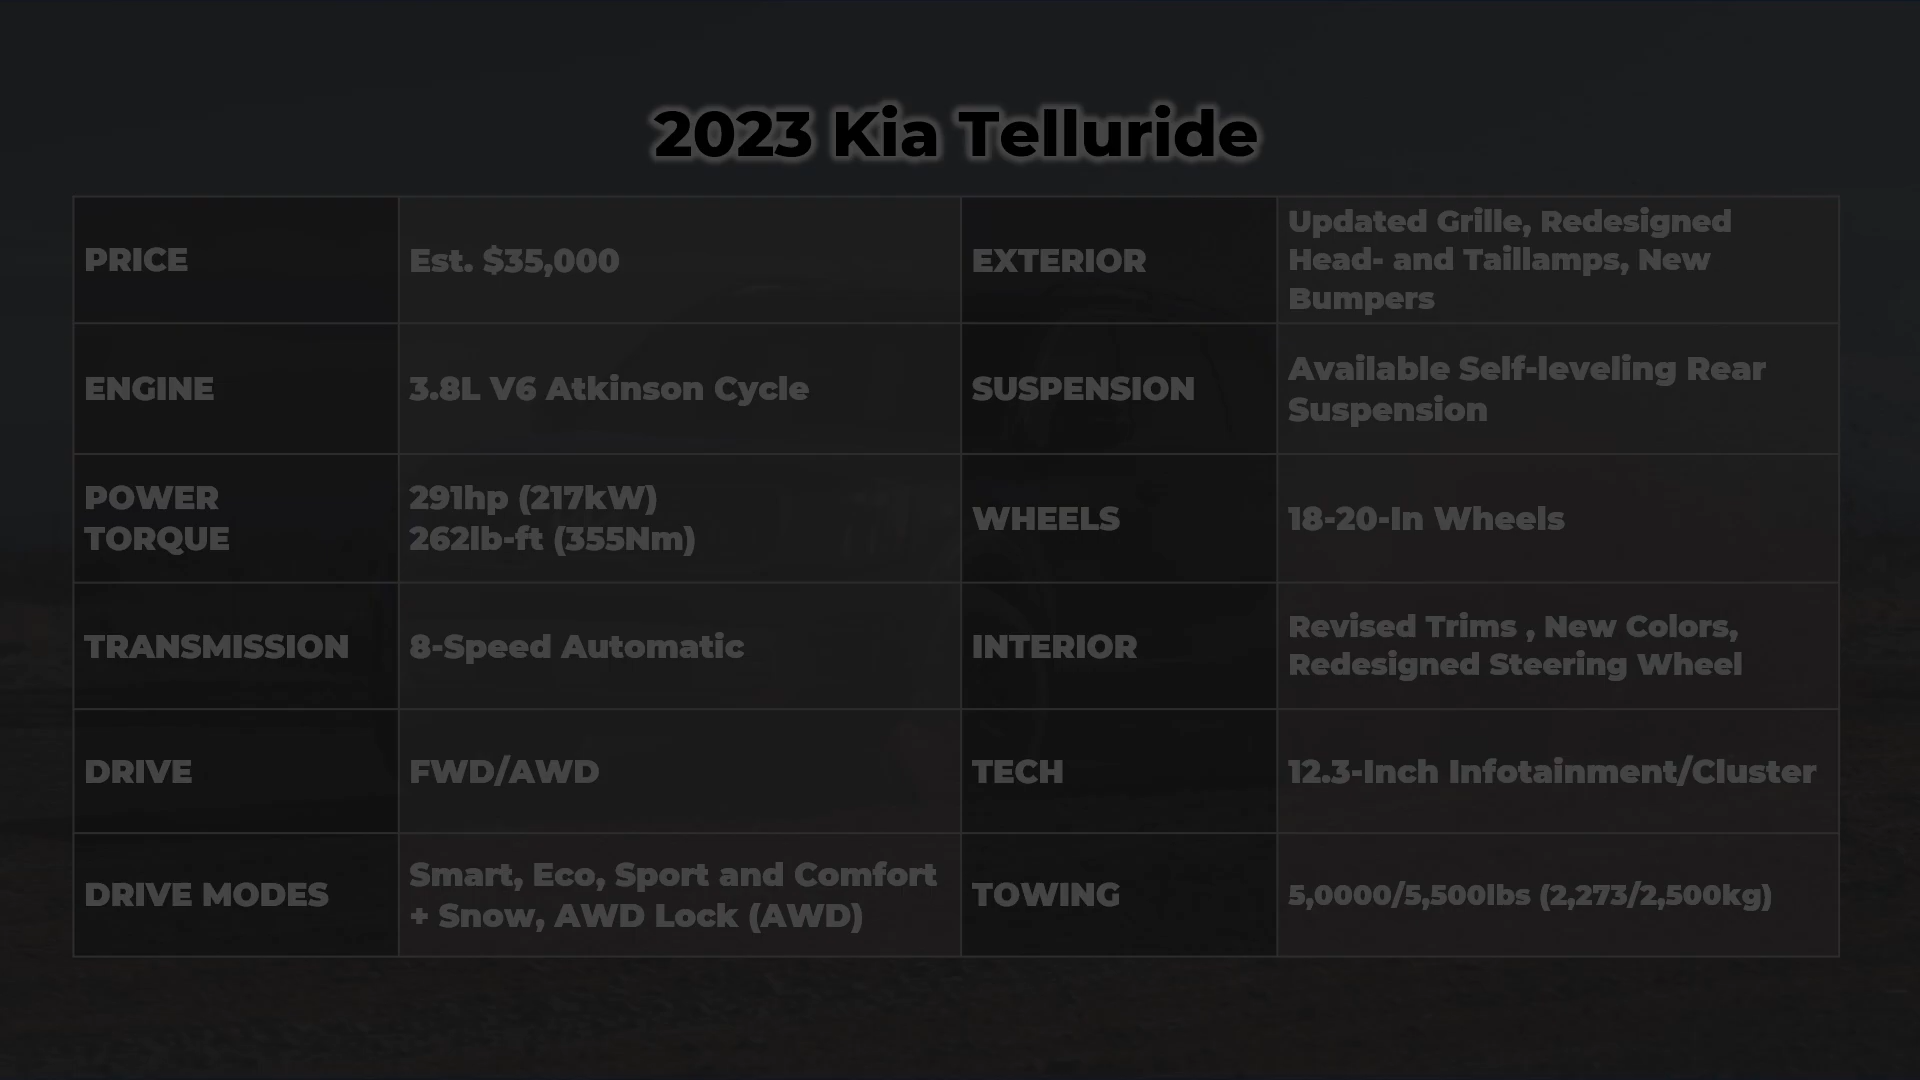 2023 Kia Telluride
PRICE
Est. $35,000
EXTERIOR
Updated Grille, Redesigned
Head- and Taillamps, New
Bumpers
ENGINE
3.8L V6 Atkinson Cycle
SUSPENSION
Available Self-leveling Rear
Suspension
POWER
TORQUE
291hp (217kW)
262lb-ft (355Nm)
WHEELS
18-20-In Wheels
TRANSMISSION
8-Speed Automatic
INTERIOR
Revised Trims , New Colors,
Redesigned Steering Wheel
DRIVE
FWD/AWD
TECH
12.3-Inch Infotainment/Cluster
DRIVE MODES
Smart, Eco, Sport and Comfort
+ Snow, AWD Lock (AWD)
TOWING
5,0000/5,500lbs (2,273/2,500kg)